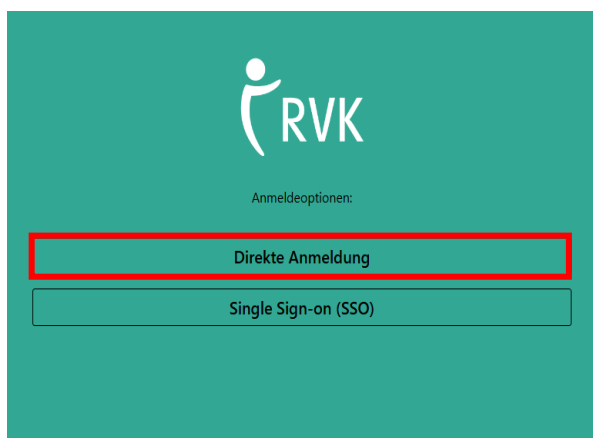 RVK
Anmeldeoptionen:
Direkte Anmeldung
Single Sign-on (SSO)